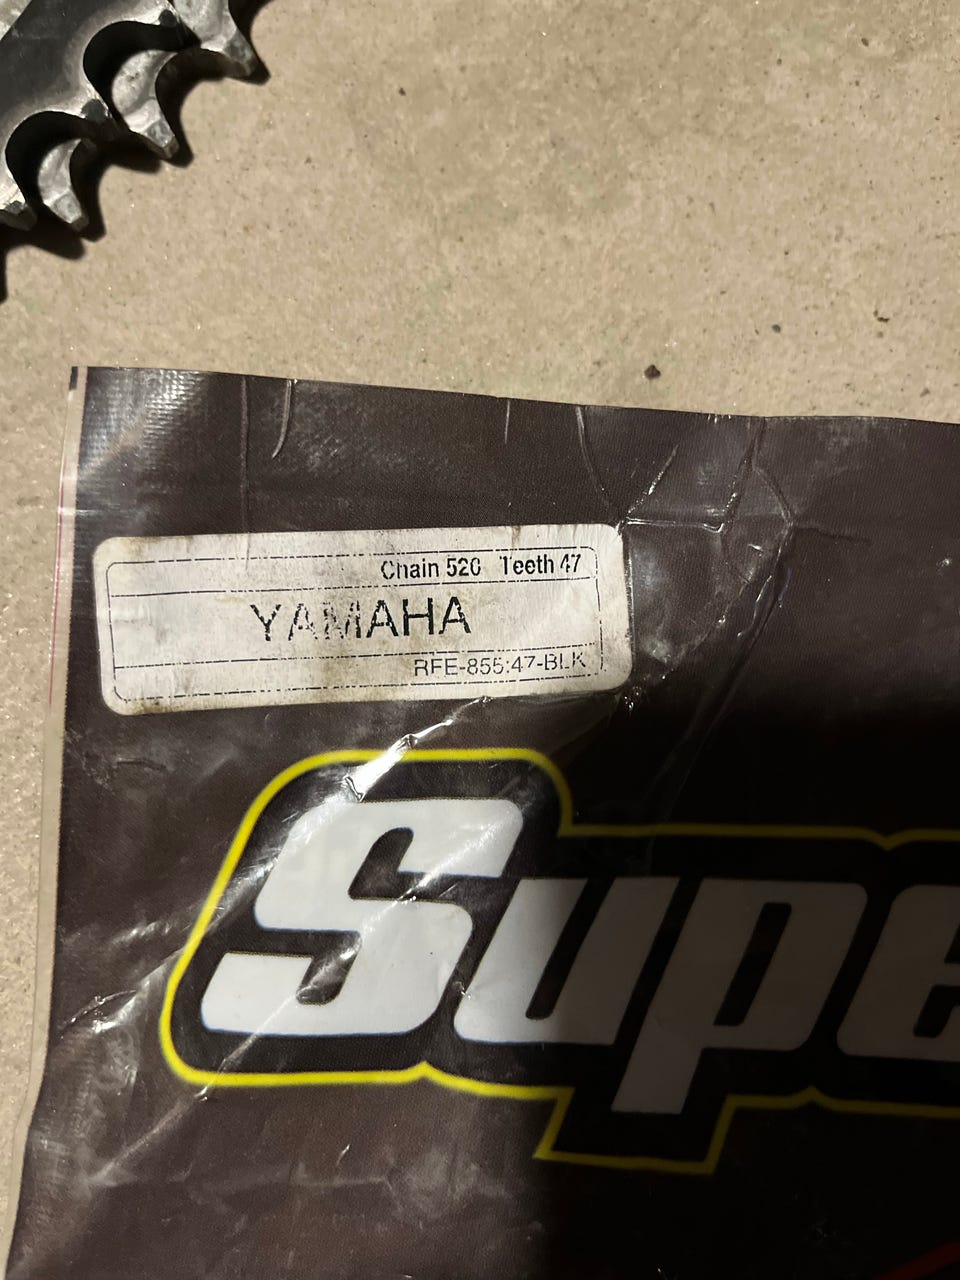 Chain 520 Teeth 47
YAMAHA
RFE-855:47-BLK
Supe